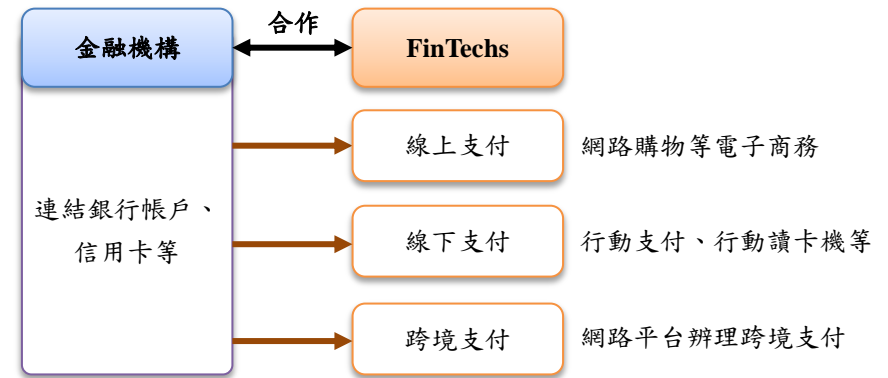 合作
金融機構
FinTechs
連結銀行帳戶、
信用卡等
線上支付
網路購物等電子商務
線下支付
行動支付、行動讀卡機等
跨境支付
網路平台辨理跨境支付